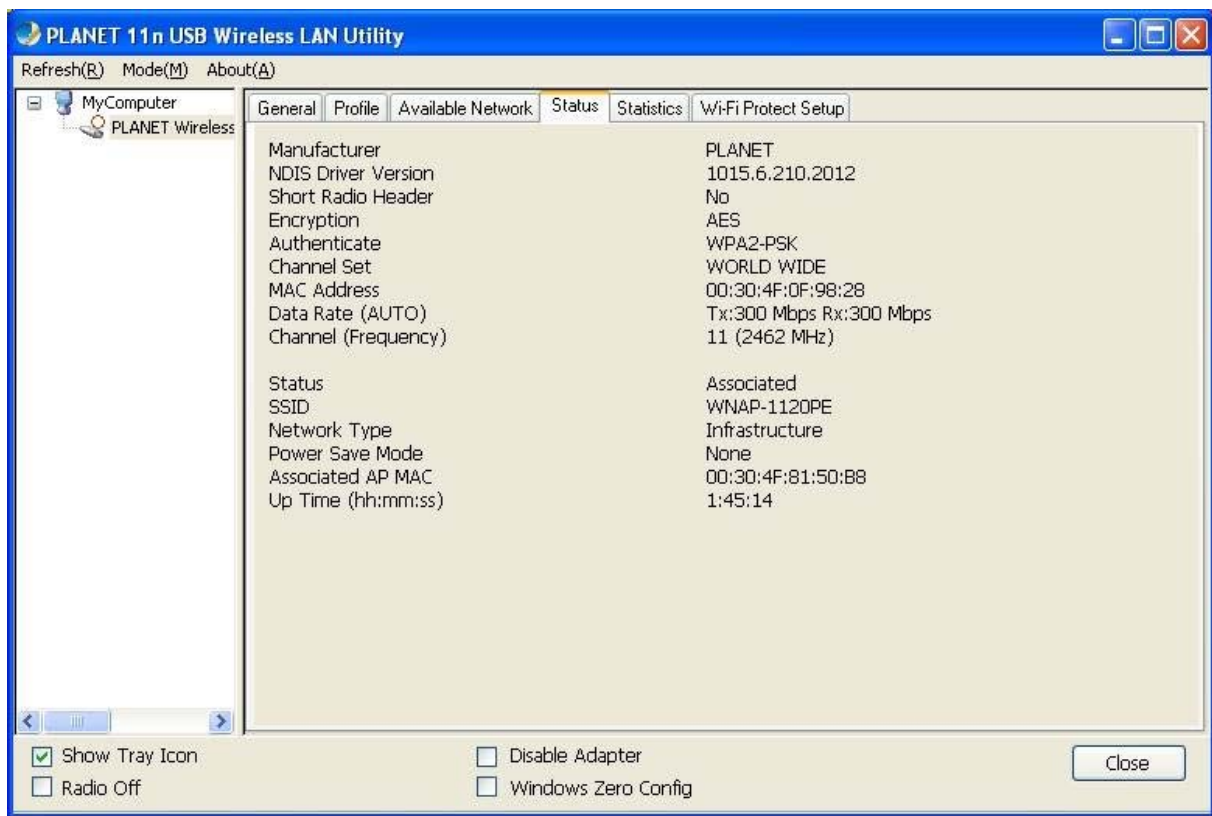 PLANET 11n USB Wireless LAN Utility
Refresh(R) Mode(M) About(A)
MyComputer
PLANET Wireless
General Profile Available Network Status Statistics Wi-Fi Protect Setup
Manufacturer PLANET
NDIS Driver Version 1015.6.210.2012
Short Radio Header No
Encryption AES
Authenticate WPA2-PSK
Channel Set WORLD WIDE
MAC Address 00:30:4F:0F:98:28
Data Rate (AUTO) Tx:300 Mbps Rx:300 Mbps
Channel (Frequency) 11 (2462 MHz)
Status Associated
SSID WNAP-1120PE
Network Type Infrastructure
Power Save Mode None
Associated AP MAC 00:30:4F:81:50:B8
Up Time (hh:mm:ss) 1:45:14
Show Tray Icon Disable Adapter Close
Radio Off Windows Zero Config